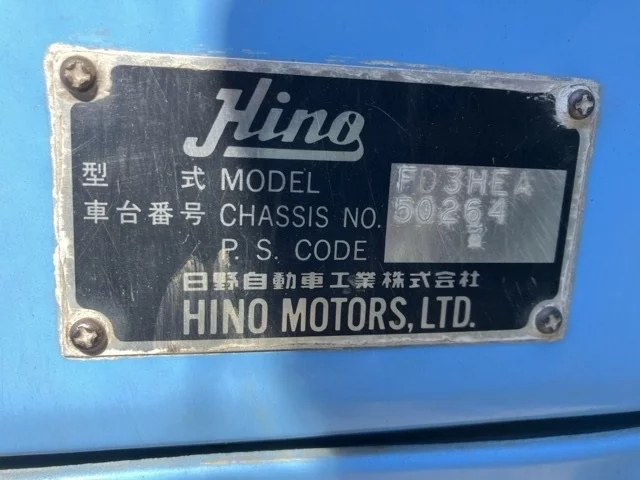 Hino
型 式 MODEL FD3HEA
車台番号 CHASSIS NO. 50264
P. S. CODE 2
日野自動車工業株式会社
HINO MOTORS, LTD.